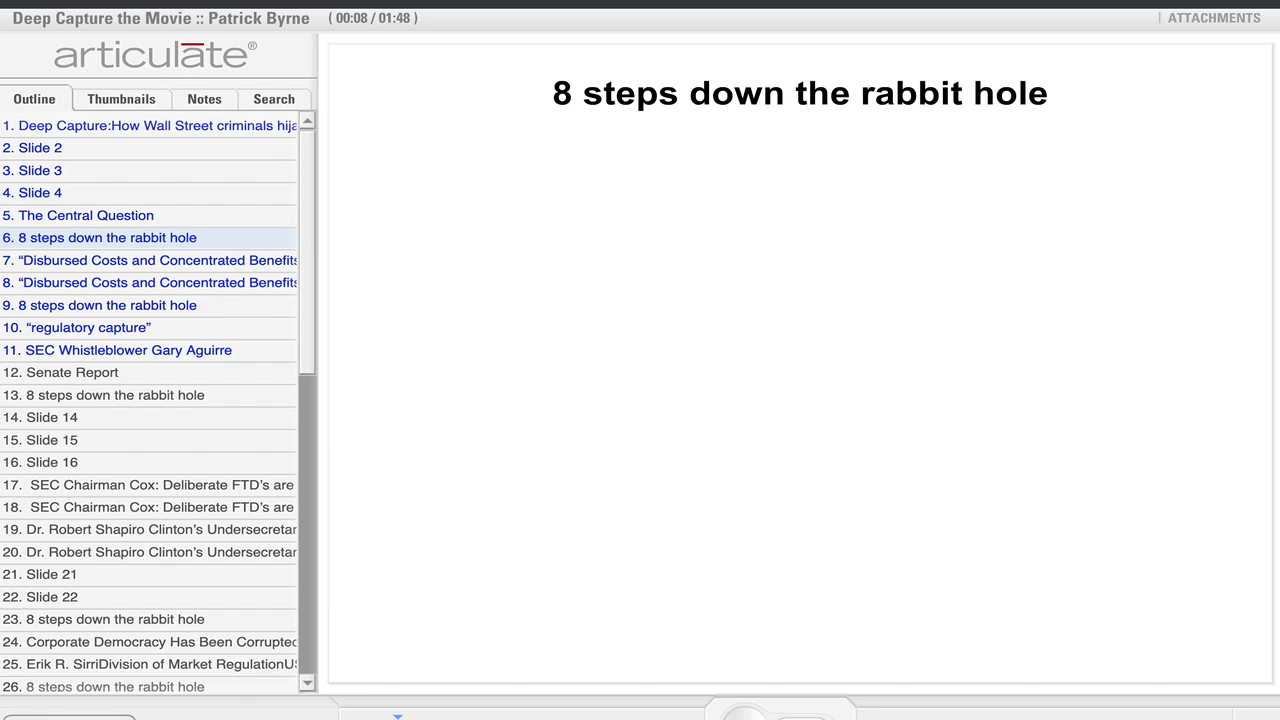 Deep Capture the Movie :: Patrick Byrne ( 00:08 / 01:48 ) ATTACHMENTS
articulate®
Outline Thumbnails Notes Search
1. Deep Capture:How Wall Street criminals hija
2. Slide 2
3. Slide 3
4. Slide 4
5. The Central Question
6. 8 steps down the rabbit hole
7. “Disbursed Costs and Concentrated Benefits
8. “Disbursed Costs and Concentrated Benefits
9. 8 steps down the rabbit hole
10. “regulatory capture”
11. SEC Whistleblower Gary Aguirre
12. Senate Report
13. 8 steps down the rabbit hole
14. Slide 14
15. Slide 15
16. Slide 16
17. SEC Chairman Cox: Deliberate FTD’s are
18. SEC Chairman Cox: Deliberate FTD’s are
19. Dr. Robert Shapiro Clinton’s Undersecretar
20. Dr. Robert Shapiro Clinton’s Undersecretar
21. Slide 21
22. Slide 22
23. 8 steps down the rabbit hole
24. Corporate Democracy Has Been Corrupted
25. Erik R. SirriDivision of Market RegulationUS
26. 8 steps down the rabbit hole
8 steps down the rabbit hole